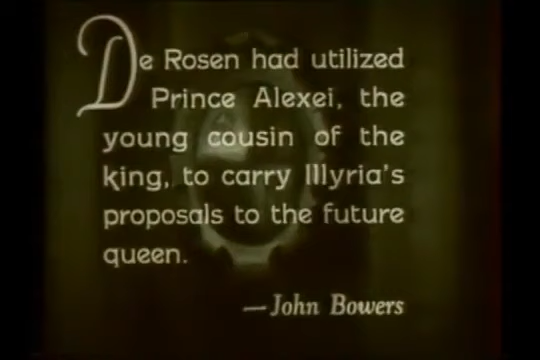 De Rosen had utilized
Prince Alexei, the
young cousin of the
king, to carry Illyria's
proposals to the future
queen.
—John Bowers